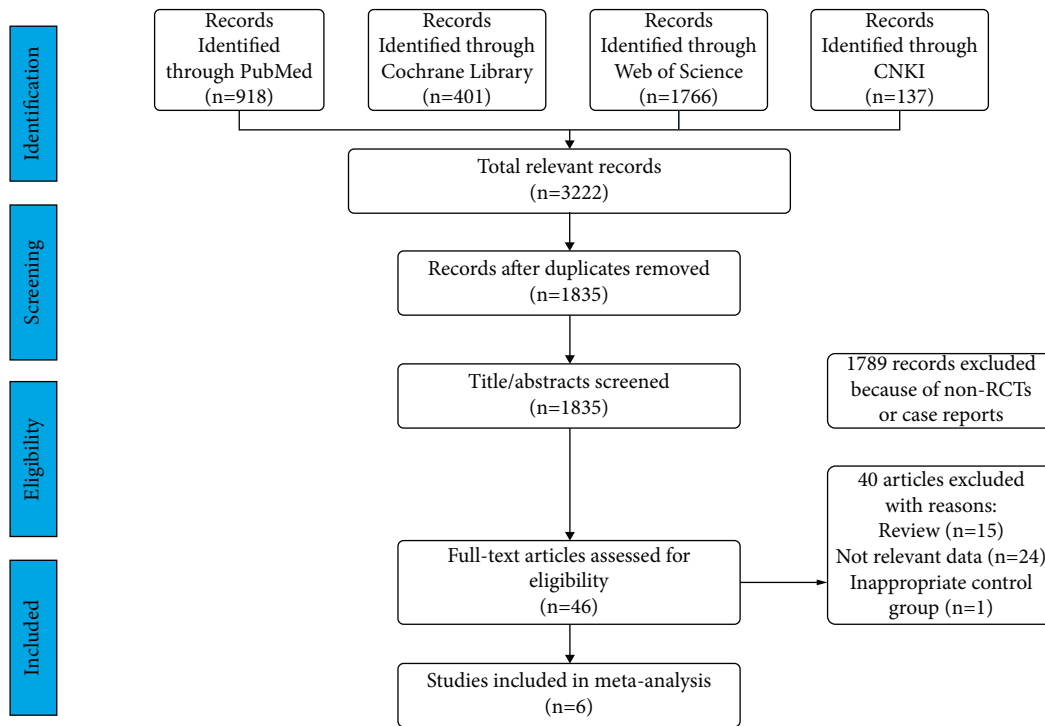 Identification
Records
Identified
through PubMed
(n=918)
Records
Identified through
Cochrane Library
(n=401)
Records
Identified through
Web of Science
(n=1766)
Records
Identified through
CNKI
(n=137)
Total relevant records
(n=3222)
Screening
Records after duplicates removed
(n=1835)
Eligibility
Title/abstracts screened
(n=1835)
1789 records excluded
because of non-RCTs
or case reports
Included
Full-text articles assessed for
eligibility
(n=46)
40 articles excluded
with reasons:
Review (n=15)
Not relevant data (n=24)
Inappropriate control
group (n=1)
Studies included in meta-analysis
(n=6)